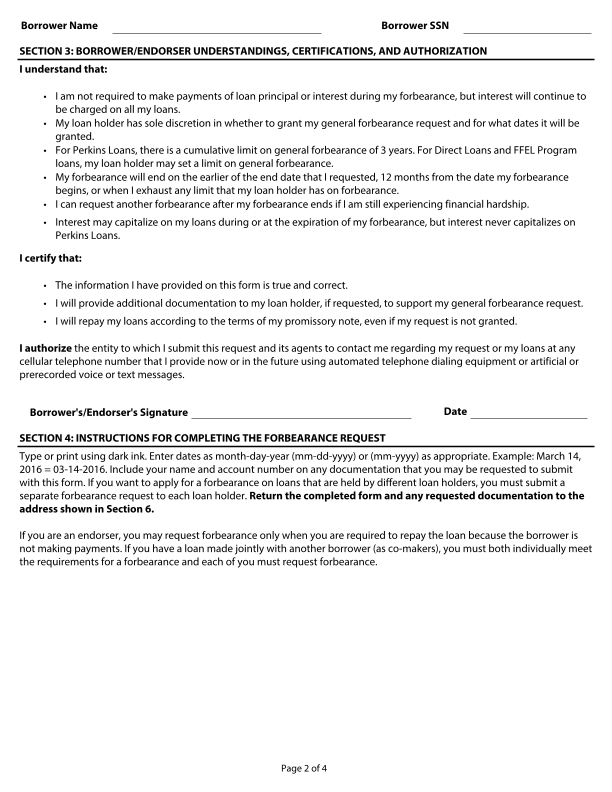 Borrower Name Borrower SSN
SECTION 3: BORROWER/ENDORSER UNDERSTANDINGS, CERTIFICATIONS, AND AUTHORIZATION
I understand that:
• I am not required to make payments of loan principal or interest during my forbearance, but interest will continue to
be charged on all my loans.
• My loan holder has sole discretion in whether to grant my general forbearance request and for what dates it will be
granted.
• For Perkins Loans, there is a cumulative limit on general forbearance of 3 years. For Direct Loans and FFEL Program
loans, my loan holder may set a limit on general forbearance.
• My forbearance will end on the earlier of the end date that I requested, 12 months from the date my forbearance
begins, or when I exhaust any limit that my loan holder has on forbearance.
• I can request another forbearance after my forbearance ends if I am still experiencing financial hardship.
• Interest may capitalize on my loans during or at the expiration of my forbearance, but interest never capitalizes on
Perkins Loans.
I certify that:
• The information I have provided on this form is true and correct.
• I will provide additional documentation to my loan holder, if requested, to support my general forbearance request.
• I will repay my loans according to the terms of my promissory note, even if my request is not granted.
I authorize the entity to which I submit this request and its agents to contact me regarding my request or my loans at any
cellular telephone number that I provide now or in the future using automated telephone dialing equipment or artificial or
prerecorded voice or text messages.
Borrower's/Endorser's Signature Date
SECTION 4: INSTRUCTIONS FOR COMPLETING THE FORBEARANCE REQUEST
Type or print using dark ink. Enter dates as month-day-year (mm-dd-yyyy) or (mm-yyyy) as appropriate. Example: March 14,
2016 = 03-14-2016. Include your name and account number on any documentation that you may be requested to submit
with this form. If you want to apply for a forbearance on loans that are held by different loan holders, you must submit a
separate forbearance request to each loan holder. Return the completed form and any requested documentation to the
address shown in Section 6.
If you are an endorser, you may request forbearance only when you are required to repay the loan because the borrower is
not making payments. If you have a loan made jointly with another borrower (as co-makers), you must both individually meet
the requirements for a forbearance and each of you must request forbearance.
Page 2 of 4